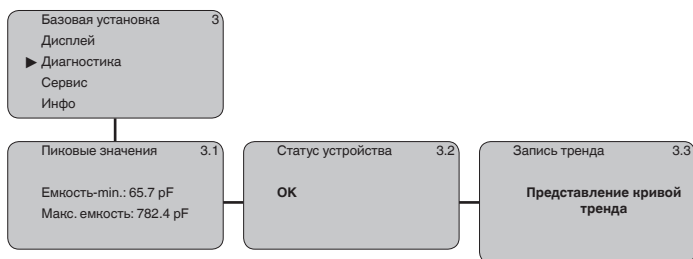 Базовая установка 3
Дисплей
▶ Диагностика
Сервис
Инфо
Пиковые значения 3.1
Емкость-min.: 65.7 pF
Макс. емкость: 782.4 pF
Статус устройства 3.2
OK
Запись тренда 3.3
Представление кривой
тренда